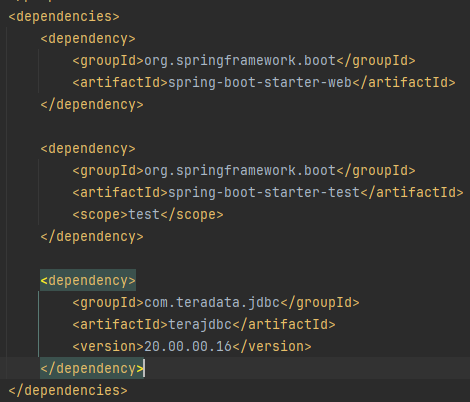 <dependencies>
<dependency>
<groupId>org.springframework.boot</groupId>
<artifactId>spring-boot-starter-web</artifactId>
</dependency>
<dependency>
<groupId>org.springframework.boot</groupId>
<artifactId>spring-boot-starter-test</artifactId>
<scope>test</scope>
</dependency>
<dependency>
<groupId>com.teradata.jdbc</groupId>
<artifactId>terajdbc</artifactId>
<version>20.00.00.16</version>
</dependency>
</dependencies>